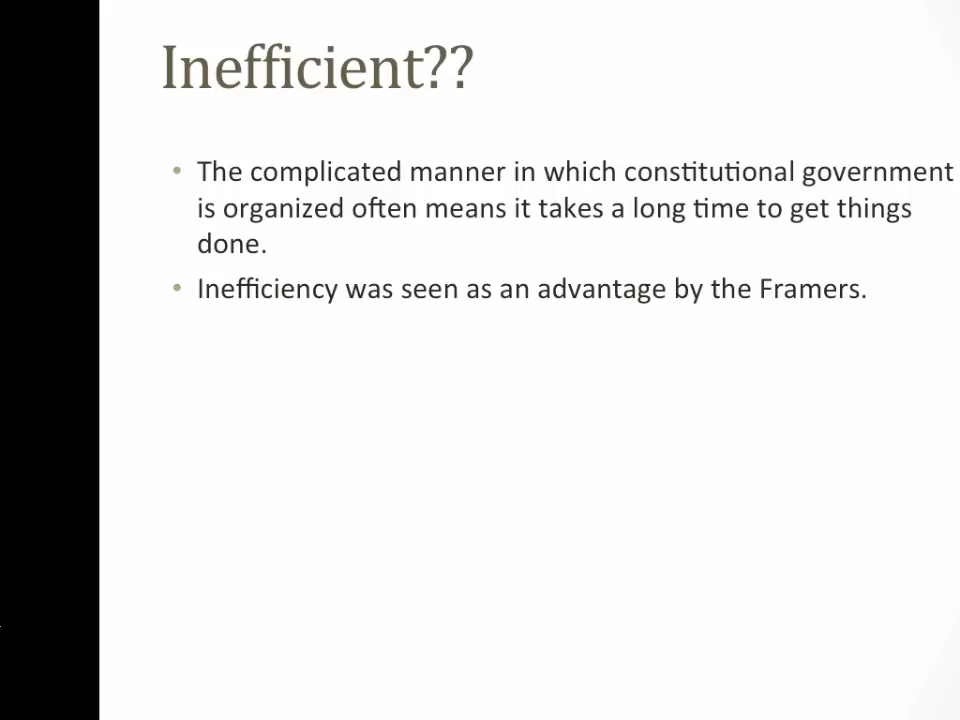 Inefficient??
• The complicated manner in which constitutional government
is organized often means it takes a long time to get things
done.
• Inefficiency was seen as an advantage by the Framers.